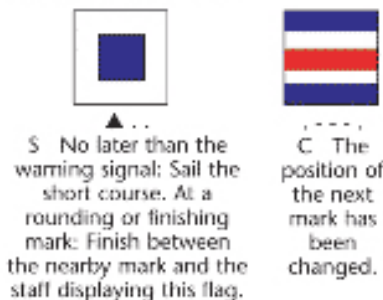 S No later than the
warning signal: Sail the
short course. At a
rounding or finishing
mark: Finish between
the nearby mark and the
staff displaying this flag.
C The
position of
the next
mark has
been
changed.